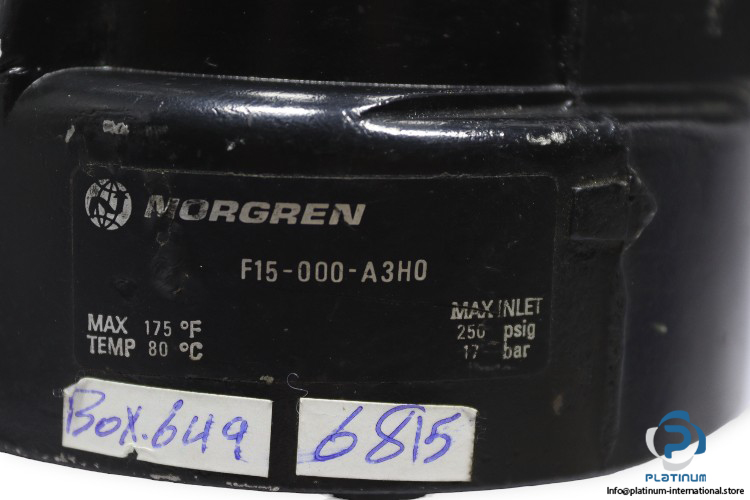 NORGREN
F15-000-A3H0
MAX 175 °F
TEMP 80 °C
MAX INLET
250 psig
17 bar
Box.649
6815
PLATINUM
Info@platinum-international.store